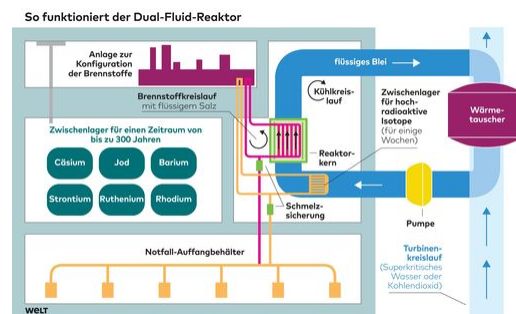 So funktioniert der Dual-Fluid-Reaktor
Anlage zur
Konfiguration
der Brennstoffe
Brennstoffkreislauf
mit flüssigem Salz
flüssiges Blei
Kühlkreis-
lauf
Zwischenlager
für hoch-
radioaktive
Isotope
(für einige
Wochen)
Wärme-
tauscher
Zwischenlager für einen Zeitraum von
bis zu 300 Jahren
Cäsium
Jod
Barium
Strontium
Ruthenium
Rhodium
Reaktor-
kern
Schmelz-
sicherung
Pumpe
Notfall-Auffangbehälter
Turbinen-
kreislauf
(Superkritisches
Wasser oder
Kohlendioxid)
WELT